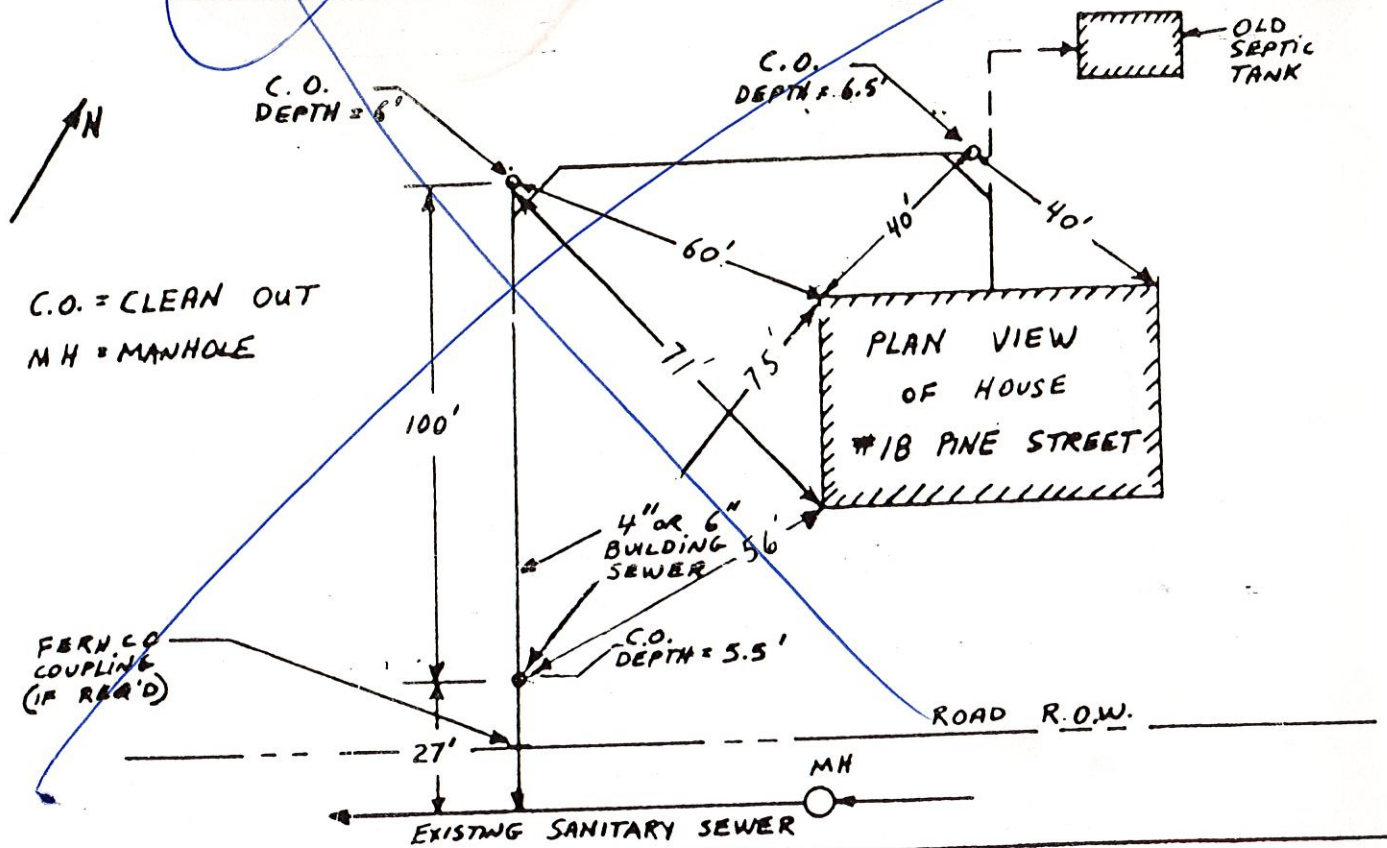 OLD
SEPTIC
TANK
C.O.
DEPTH = 6.5'
C.O.
DEPTH = 6'
N
40'
40'
60'
C.O. = CLEAN OUT
MH = MANHOLE
71'
75'
PLAN VIEW
OF HOUSE
#18 PINE STREET
100'
4" OR 6"
BUILDING
SEWER
56'
FERNCO
COUPLING
(IF REQ'D)
C.O.
DEPTH = 5.5'
ROAD R.O.W.
27'
MH
EXISTING SANITARY SEWER